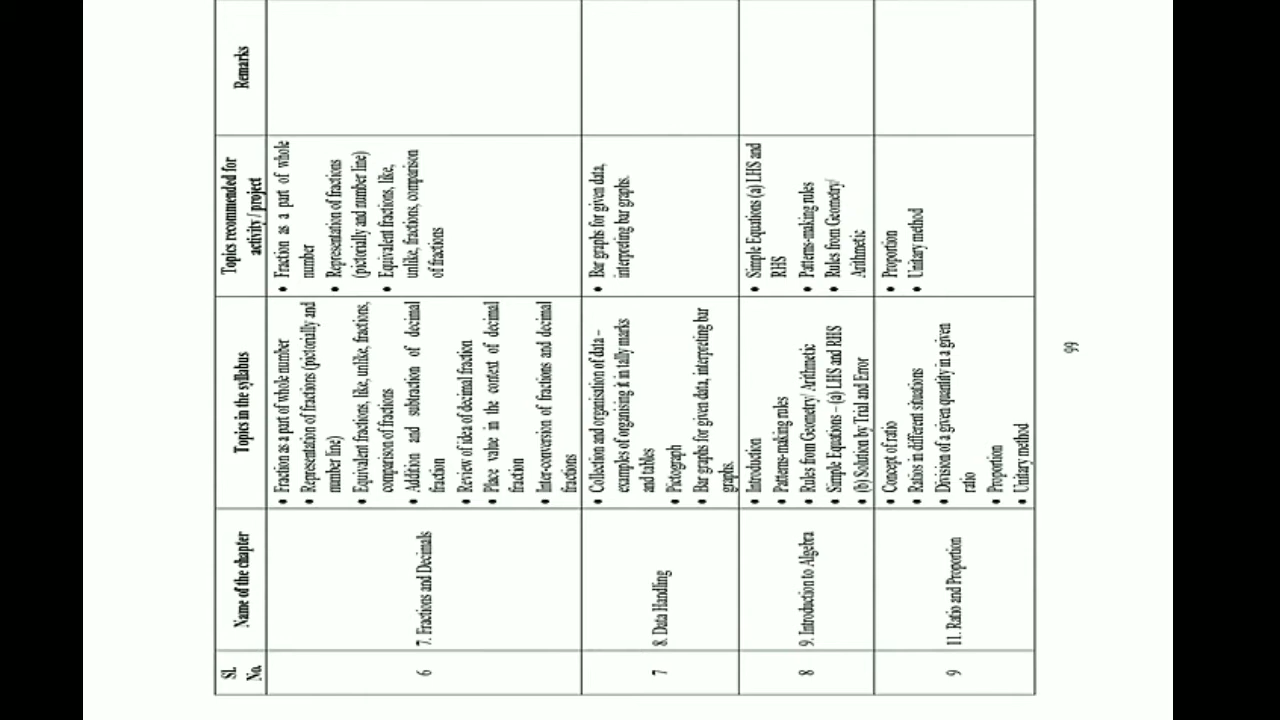 Sl. No.
Name of the chapter
Topics in the syllabus
Topics recommended for
activity / project
Remarks
6
7. Fractions and Decimals
• Fraction as a part of whole number
• Representation of fractions (pictorially and
number line)
• Equivalent fractions, like, unlike, fractions,
comparison of fractions
• Addition and subtraction of decimal
fraction
• Review of idea of decimal fraction
• Place value in the context of decimal
fraction
• Inter-conversion of fractions and decimal
fractions
• Fraction as a part of whole
number
• Representation of fractions
(pictorially and number line)
• Equivalent fractions, like,
unlike, fractions, comparison
of fractions
7
8. Data Handling
• Collection and organisation of data –
examples of organising it in tally marks
and tables
• Pictograph
• Bar graphs for given data, interpreting bar
graphs.
• Bar graphs for given data,
interpreting bar graphs.
8
9. Introduction to Algebra
• Introduction
• Patterns-making rules
• Rules from Geometry/ Arithmetic
• Simple Equations – (a) LHS and RHS
• (b) Solution by Trial and Error
• Simple Equations (a) LHS and
RHS
• Patterns-making rules
• Rules from Geometry/
Arithmetic
9
11. Ratio and Proportion
• Concept of ratio
• Ratios in different situations
• Division of a given quantity in a given
ratio
• Proportion
• Unitary method
• Proportion
• Unitary method
99